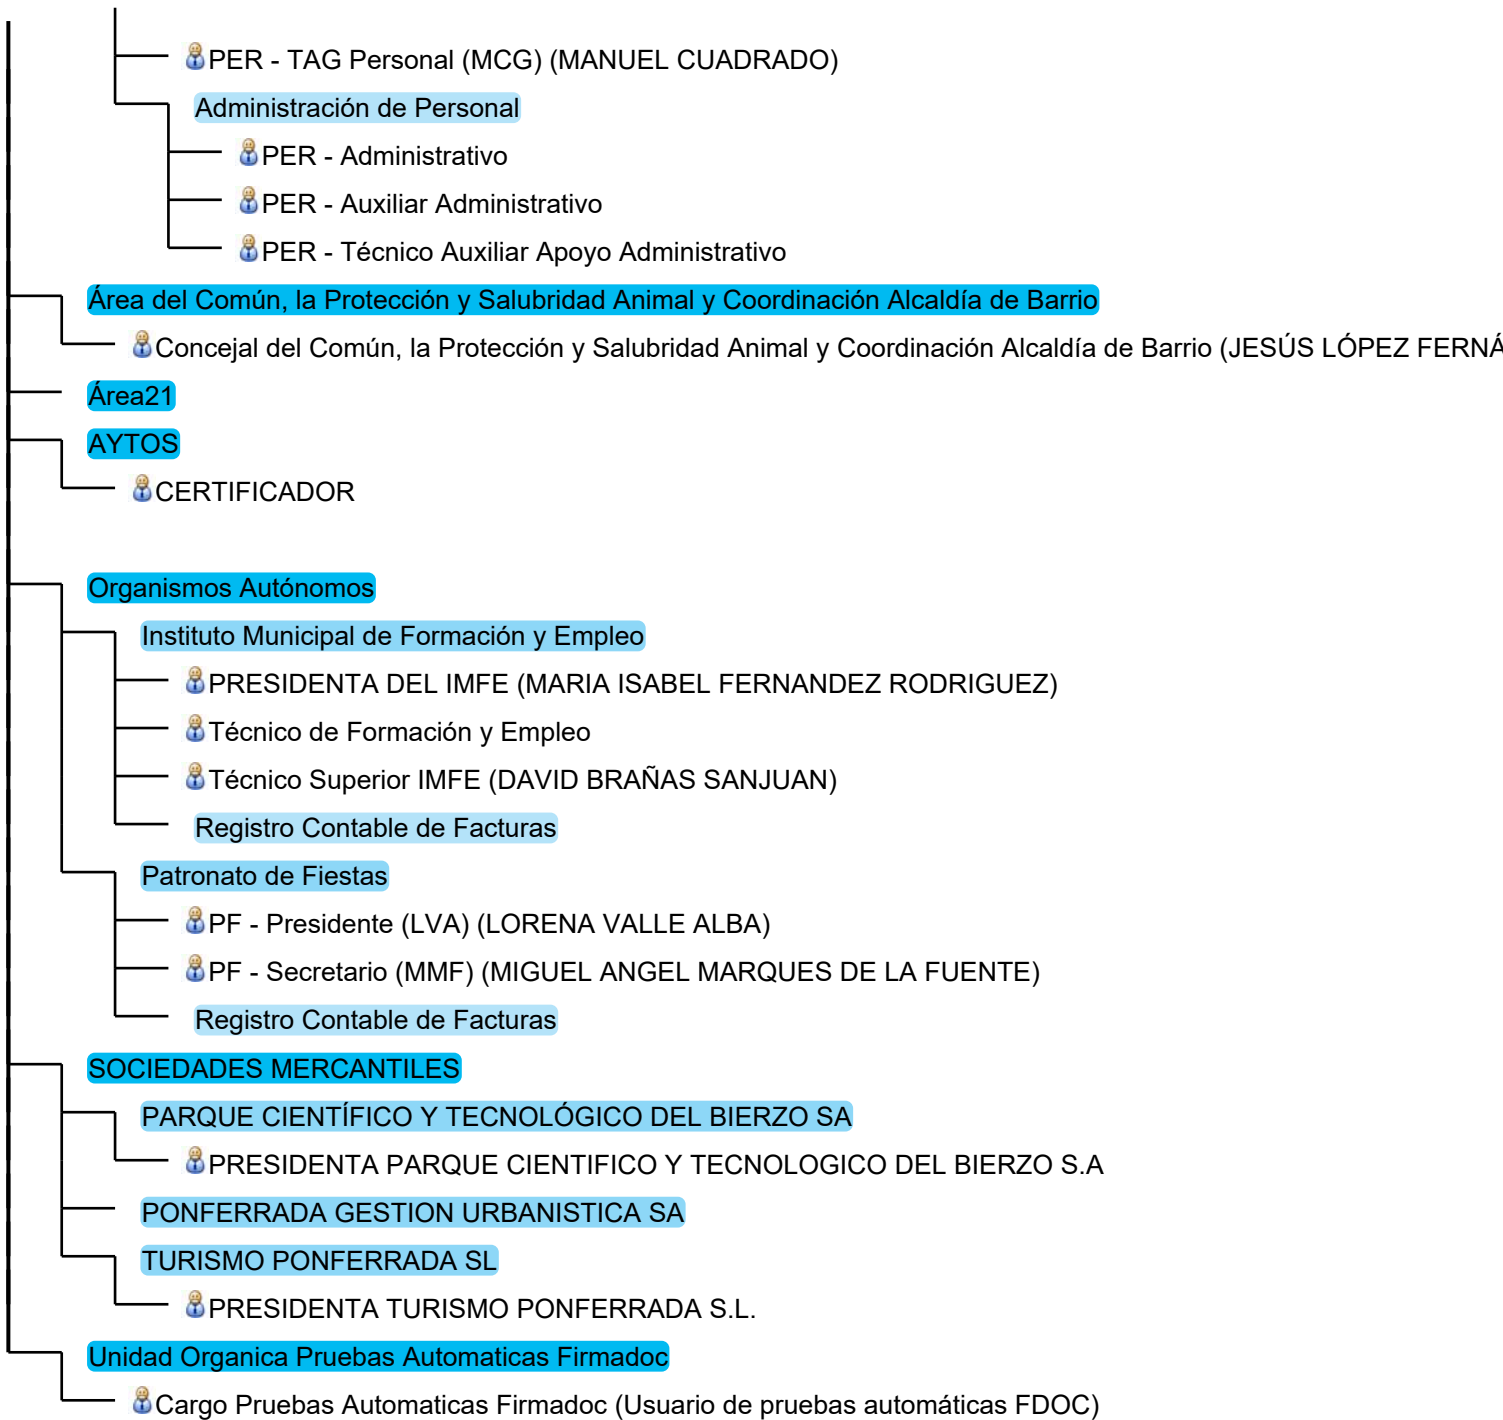 PER - TAG Personal (MCG) (MANUEL CUADRADO)
Administración de Personal
PER - Administrativo
PER - Auxiliar Administrativo
PER - Técnico Auxiliar Apoyo Administrativo
Área del Común, la Protección y Salubridad Animal y Coordinación Alcaldía de Barrio
Concejal del Común, la Protección y Salubridad Animal y Coordinación Alcaldía de Barrio (JESÚS LÓPEZ FERNÁ
Área21
AYTOS
CERTIFICADOR
Organismos Autónomos
Instituto Municipal de Formación y Empleo
PRESIDENTA DEL IMFE (MARIA ISABEL FERNANDEZ RODRIGUEZ)
Técnico de Formación y Empleo
Técnico Superior IMFE (DAVID BRAÑAS SANJUAN)
Registro Contable de Facturas
Patronato de Fiestas
PF - Presidente (LVA) (LORENA VALLE ALBA)
PF - Secretario (MMF) (MIGUEL ANGEL MARQUES DE LA FUENTE)
Registro Contable de Facturas
SOCIEDADES MERCANTILES
PARQUE CIENTÍFICO Y TECNOLÓGICO DEL BIERZO SA
PRESIDENTA PARQUE CIENTIFICO Y TECNOLOGICO DEL BIERZO S.A
PONFERRADA GESTION URBANISTICA SA
TURISMO PONFERRADA SL
PRESIDENTA TURISMO PONFERRADA S.L.
Unidad Organica Pruebas Automaticas Firmadoc
Cargo Pruebas Automaticas Firmadoc (Usuario de pruebas automáticas FDOC)